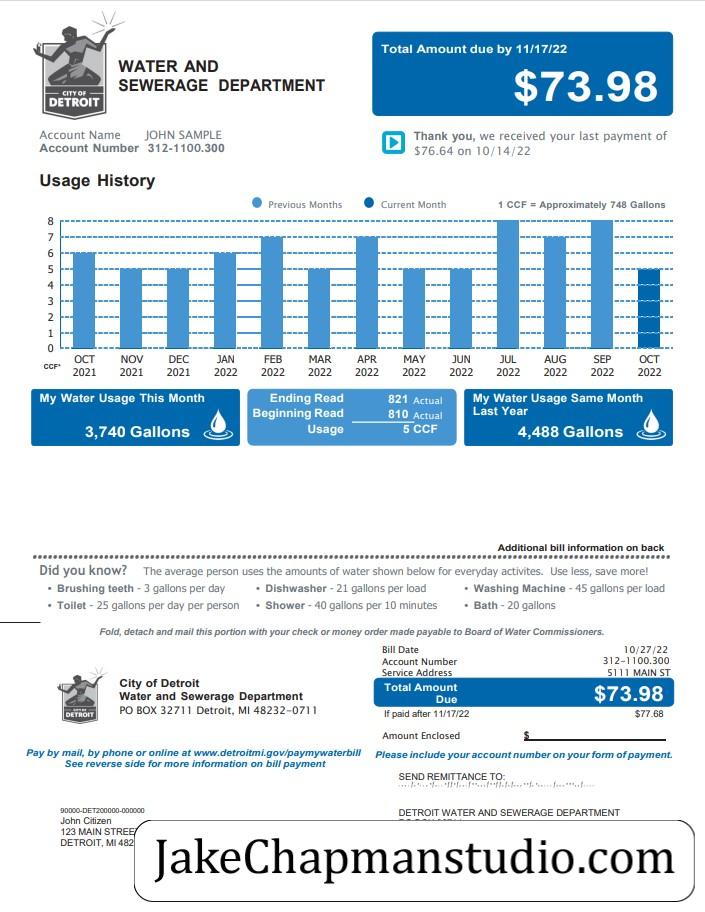 CITY OF
DETROIT
WATER AND
SEWERAGE DEPARTMENT
Total Amount due by 11/17/22
$73.98
Account Name JOHN SAMPLE
Account Number 312-1100.300
Thank you, we received your last payment of
$76.64 on 10/14/22
Usage History
Previous Months Current Month 1 CCF = Approximately 748 Gallons
8
7
6
5
4
3
2
1
0
CCF*
OCT NOV DEC JAN FEB MAR APR MAY JUN JUL AUG SEP OCT
2021 2021 2021 2022 2022 2022 2022 2022 2022 2022 2022 2022 2022
My Water Usage This Month
3,740 Gallons
Ending Read 821 Actual
Beginning Read 810 Actual
Usage 5 CCF
My Water Usage Same Month
Last Year
4,488 Gallons
Additional bill information on back
Did you know? The average person uses the amounts of water shown below for everyday activites. Use less, save more!
• Brushing teeth - 3 gallons per day • Dishwasher - 21 gallons per load • Washing Machine - 45 gallons per load
• Toilet - 25 gallons per day per person • Shower - 40 gallons per 10 minutes • Bath - 20 gallons
Fold, detach and mail this portion with your check or money order made payable to Board of Water Commissioners.
CITY OF
DETROIT
City of Detroit
Water and Sewerage Department
PO BOX 32711 Detroit, MI 48232-0711
Bill Date 10/27/22
Account Number 312-1100.300
Service Address 5111 MAIN ST
Total Amount
Due
$73.98
If paid after 11/17/22 $77.68
Amount Enclosed $
Pay by mail, by phone or online at www.detroitmi.gov/paymywaterbill
See reverse side for more information on bill payment
Please include your account number on your form of payment.
SEND REMITTANCE TO:
90000-DET200000-000000
John Citizen
123 MAIN STREE
DETROIT, MI 482
DETROIT WATER AND SEWERAGE DEPARTMENT
JakeChapmanstudio.com